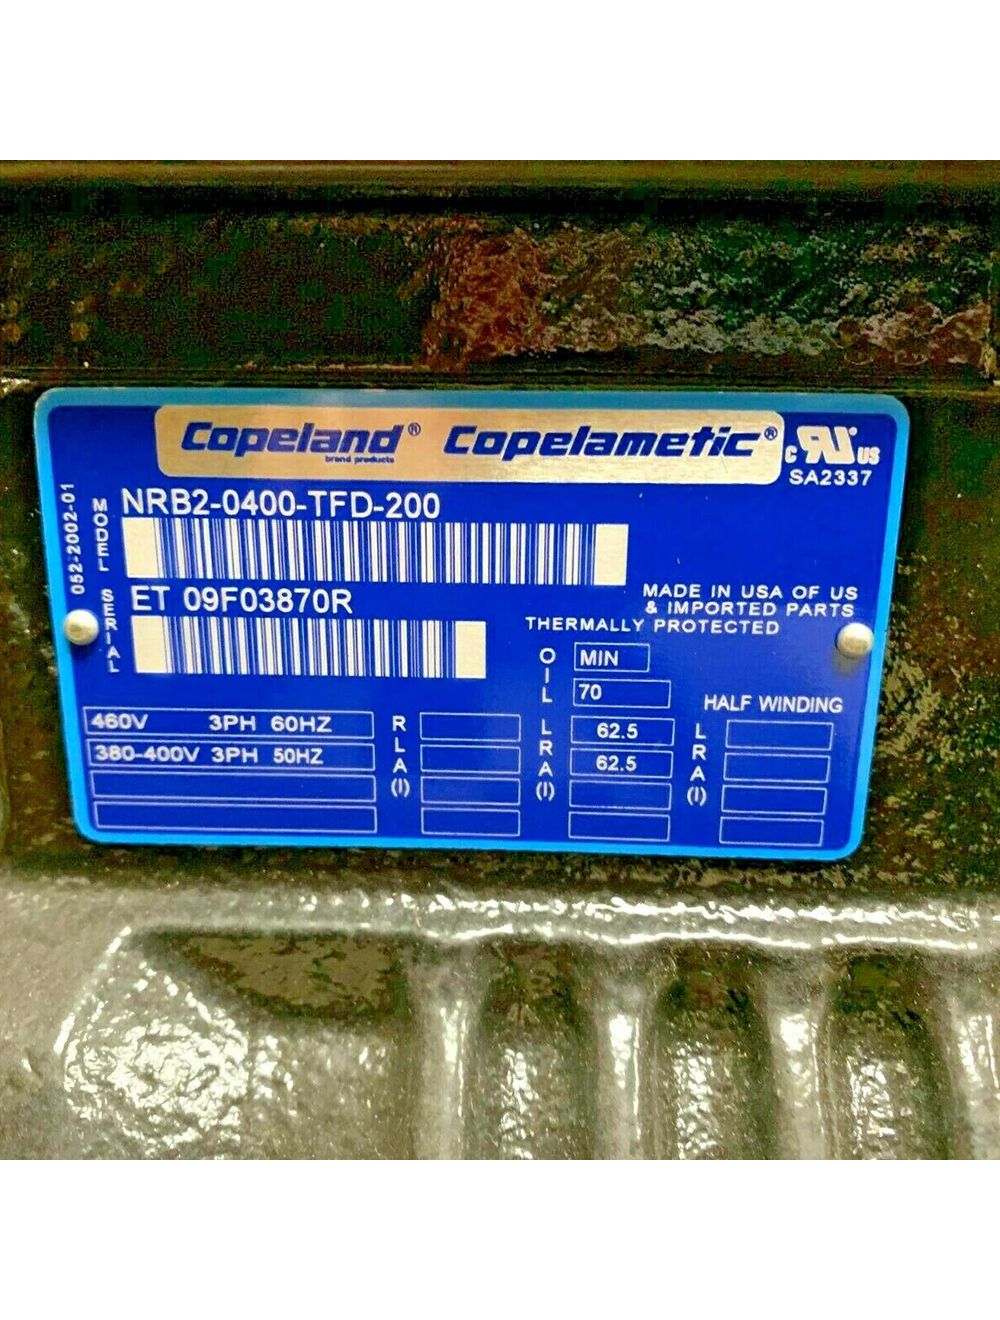 Copeland® Copelametic®
brand products
c UR US
SA2337
052-2002-01
MODEL
NRB2-0400-TFD-200
SERIAL
ET 09F03870R
MADE IN USA OF US
& IMPORTED PARTS
THERMALLY PROTECTED
OIL
MIN
70
HALF WINDING
460V 3PH 60HZ
380-400V 3PH 50HZ
RLA(I)
LRA(I)
62.5
62.5
LRA(I)